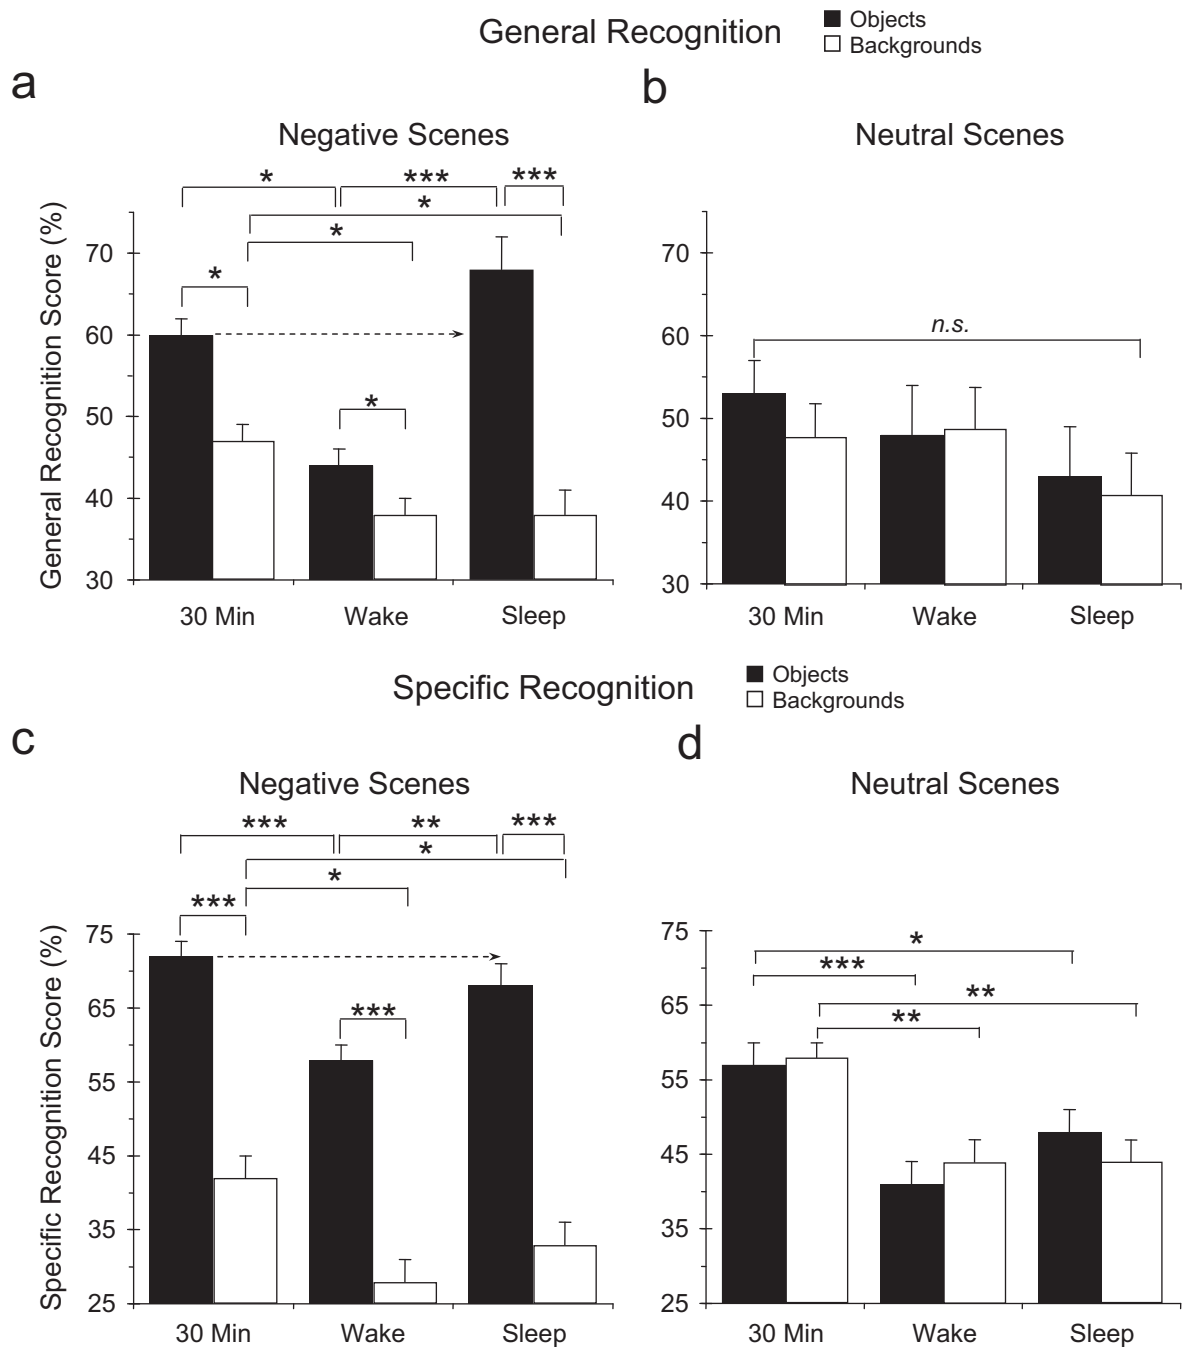 General Recognition
Objects
Backgrounds
a
b
Negative Scenes
Neutral Scenes
* *** ***
*
*
*
*
General Recognition Score (%)
70
60
50
40
30
30 Min Wake Sleep
n.s.
70
60
50
40
30
30 Min Wake Sleep
Specific Recognition
Objects
Backgrounds
c
d
Negative Scenes
Neutral Scenes
*** ** ***
*
*
***
***
Specific Recognition Score (%)
75
65
55
45
35
25
30 Min Wake Sleep
*
***
**
**
75
65
55
45
35
25
30 Min Wake Sleep